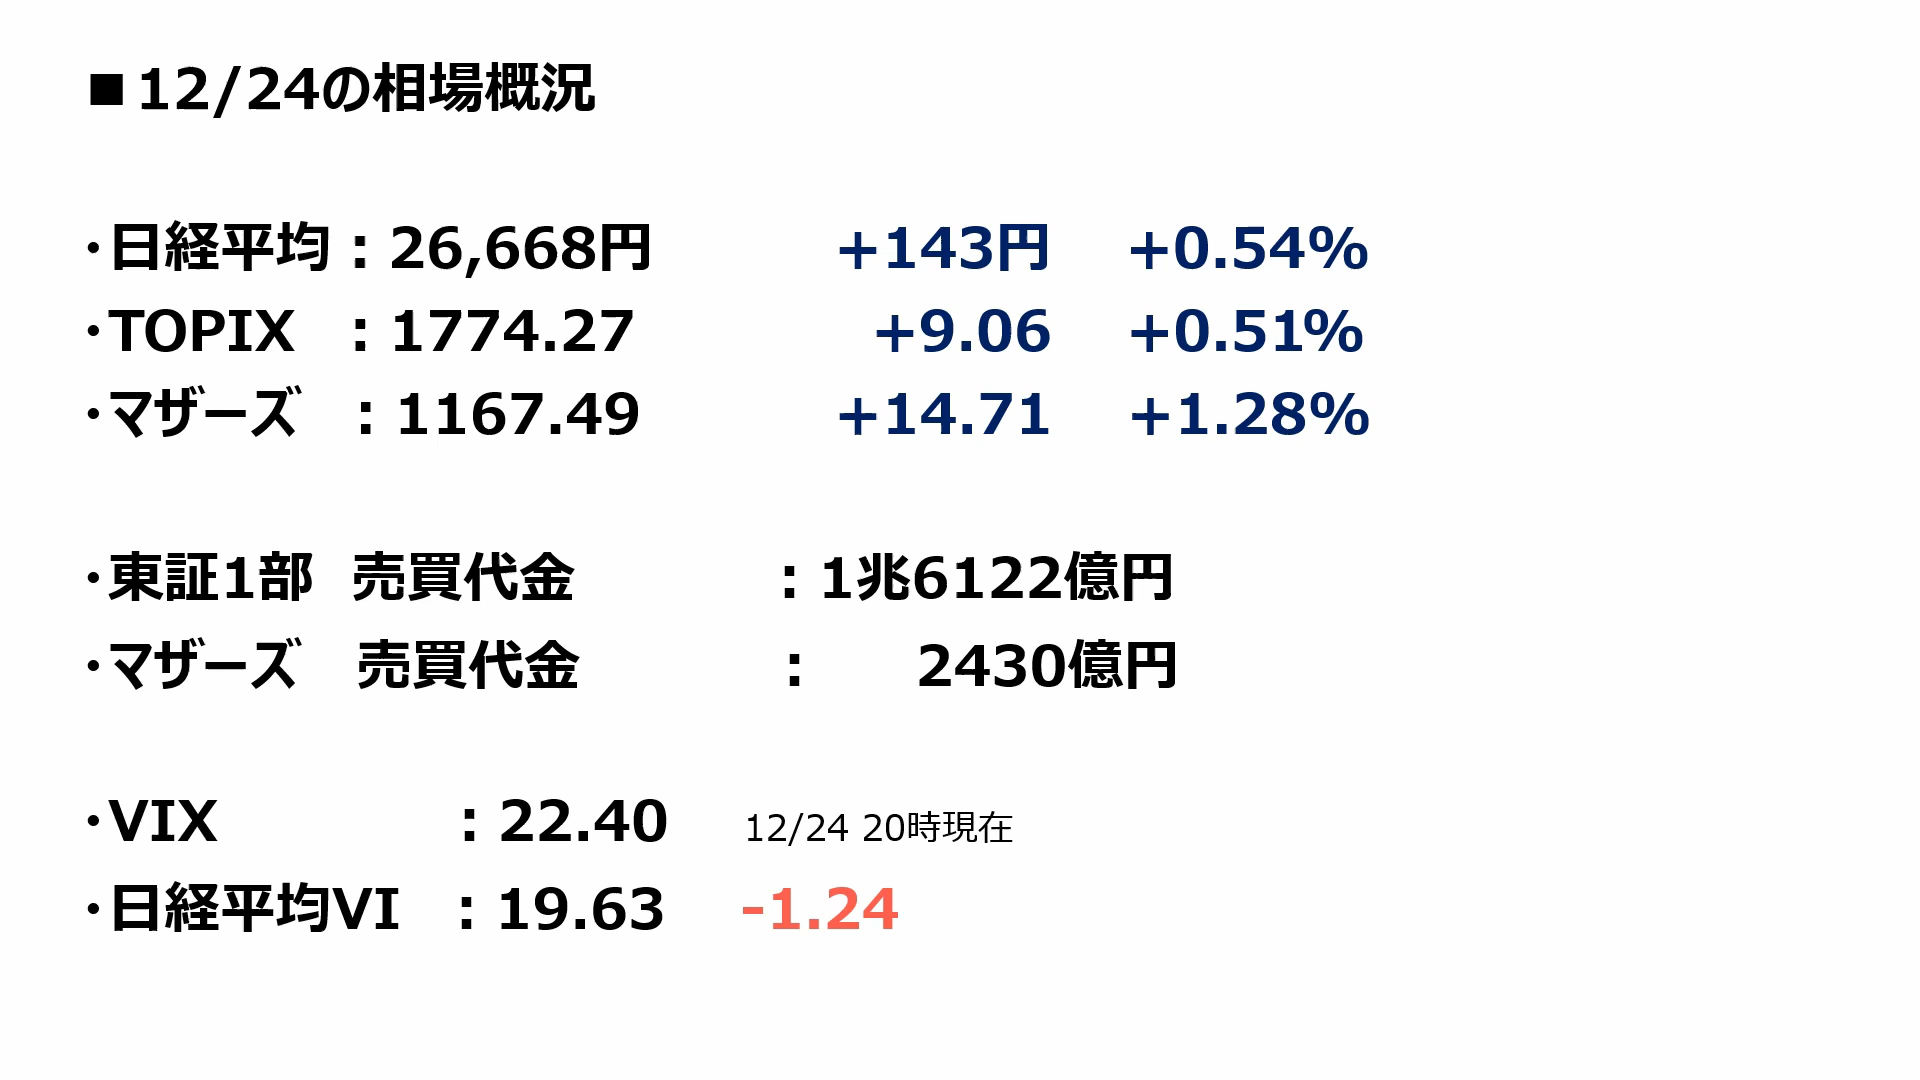 ■12/24の相場概況
・日経平均：26,668円 +143円 +0.54%
・TOPIX ：1774.27 +9.06 +0.51%
・マザーズ ：1167.49 +14.71 +1.28%
・東証1部 売買代金 ：1兆6122億円
・マザーズ 売買代金 ： 2430億円
・VIX ：22.40 12/24 20時現在
・日経平均VI ：19.63 -1.24